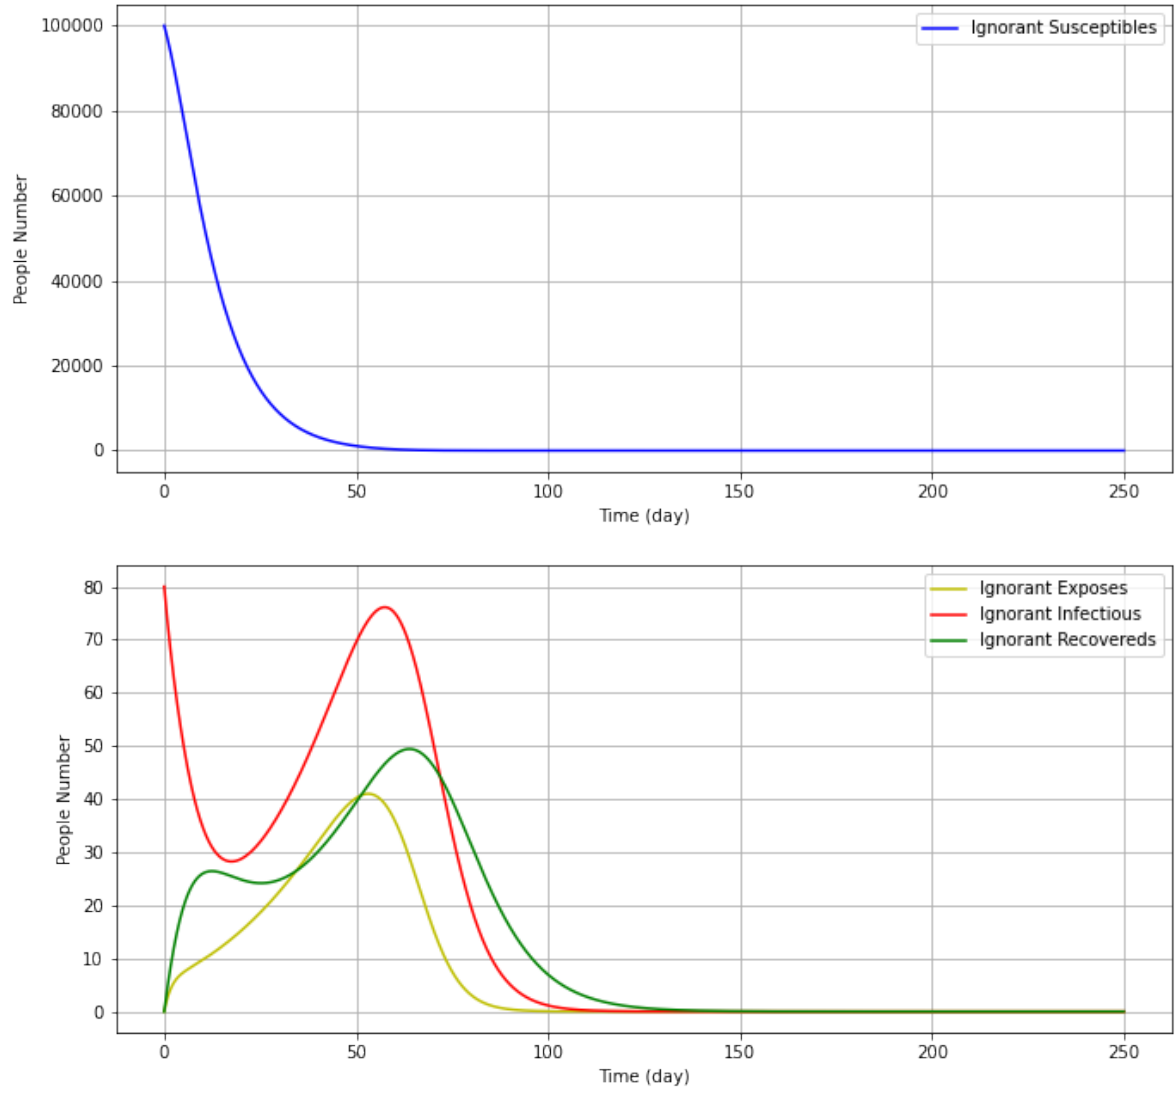 100000
80000
60000
40000
20000
0
People Number
Ignorant Susceptibles
0 50 100 150 200 250
Time (day)
80
70
60
50
40
30
20
10
0
People Number
Ignorant Exposes
Ignorant Infectious
Ignorant Recovereds
0 50 100 150 200 250
Time (day)